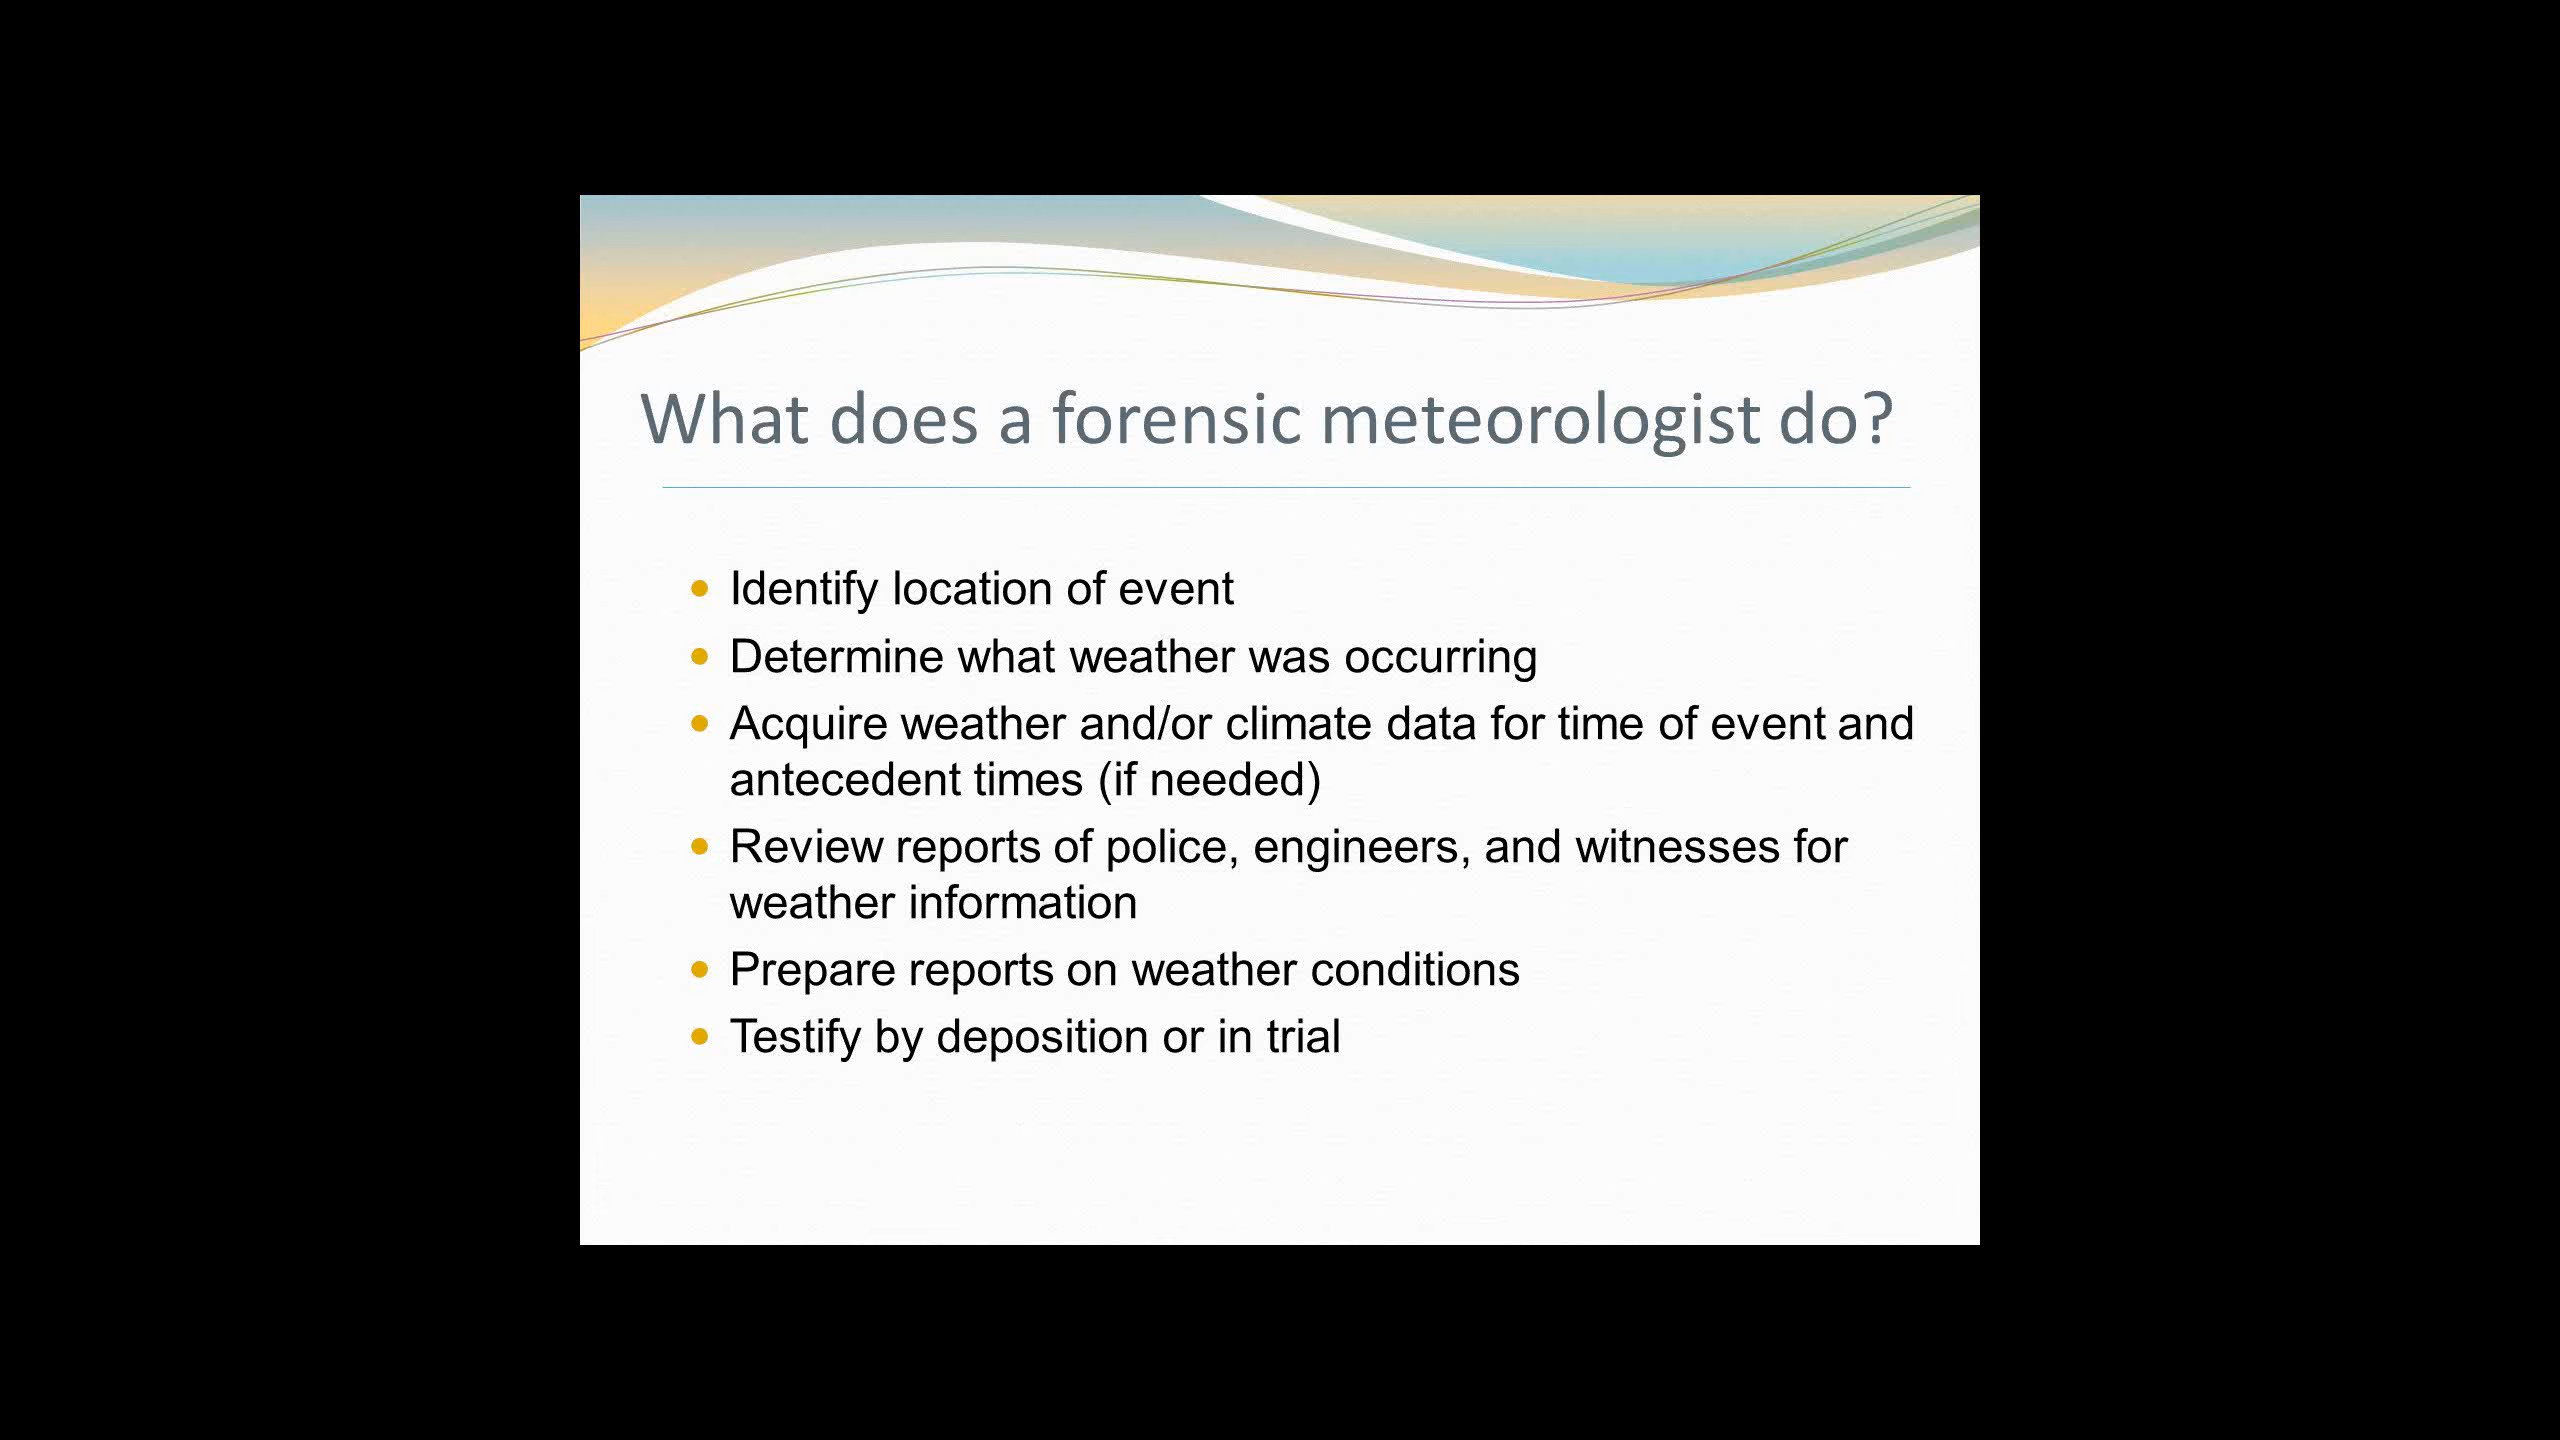 What does a forensic meteorologist do?
Identify location of event
Determine what weather was occurring
Acquire weather and/or climate data for time of event and
antecedent times (if needed)
Review reports of police, engineers, and witnesses for
weather information
Prepare reports on weather conditions
Testify by deposition or in trial